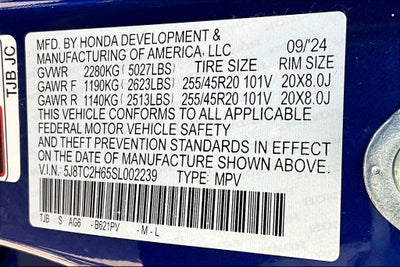 TJB JC
MFD. BY HONDA DEVELOPMENT & 09/'24
MANUFACTURING OF AMERICA, LLC
GVWR 2280KG(5027LBS) TIRE SIZE RIM SIZE
GAWR F 1190KG(2623LBS) 255/45R20 101V 20X8.0J
GAWR R 1140KG(2513LBS) 255/45R20 101V 20X8.0J
THIS VEHICLE CONFORMS TO ALL APPLICABLE
FEDERAL MOTOR VEHICLE SAFETY
AND THEFT PREVENTION STANDARDS IN EFFECT ON
THE DATE OF MANUFACTURE SHOWN ABOVE.
V.I.N.: 5J8TC2H65SL002239 TYPE: MPV
TJB S AG6 -B621PV -M-L